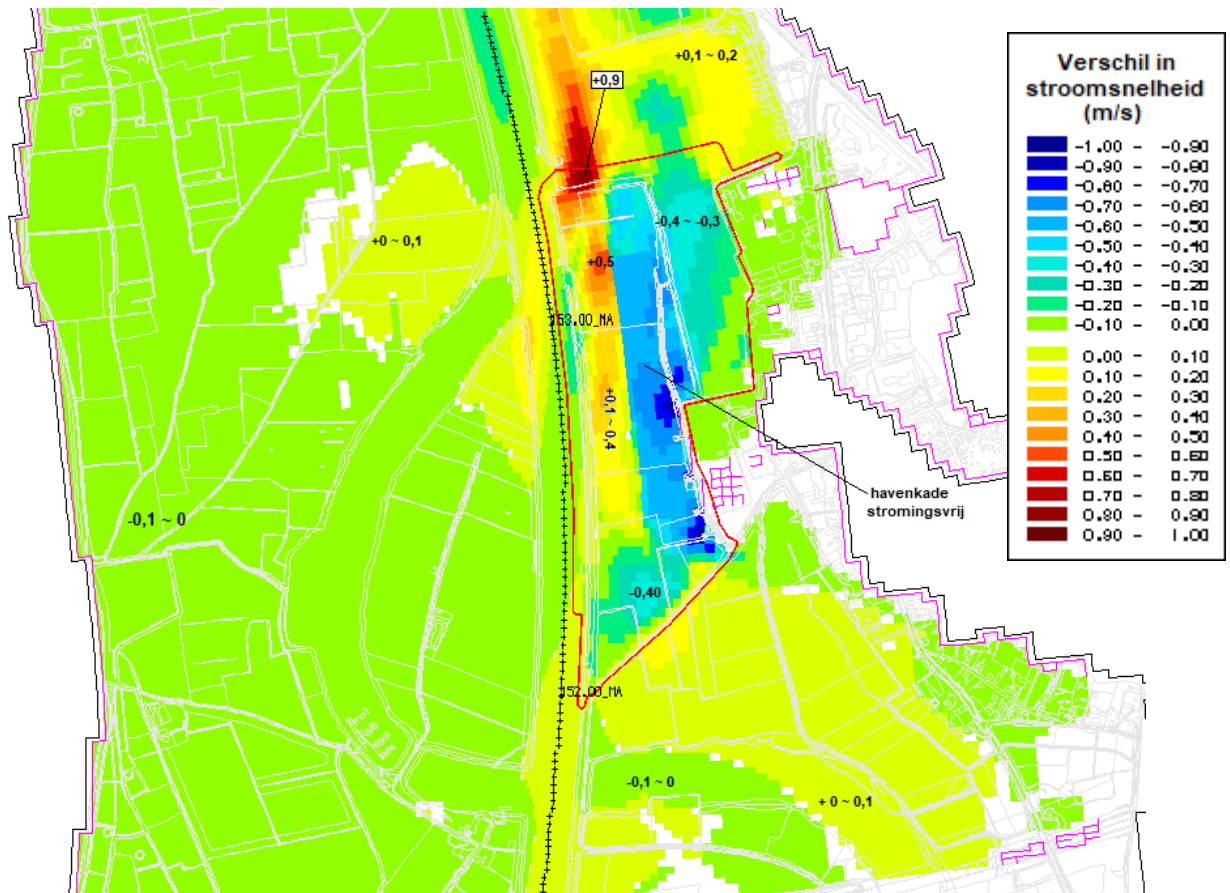 +0,1 ~ 0,2
+0,9
-0,4 ~ -0,3
+0 ~ 0,1
+0,5
153.00_MA
+0,1 ~ 0,4
havenkade
stromingsvrij
-0,1 ~ 0
-0,40
152.00_MA
-0,1 ~ 0
+ 0 ~ 0,1
Verschil in
stroomsnelheid
(m/s)
-1.00 - -0.90
-0.90 - -0.80
-0.80 - -0.70
-0.70 - -0.60
-0.60 - -0.50
-0.50 - -0.40
-0.40 - -0.30
-0.30 - -0.20
-0.20 - -0.10
-0.10 - 0.00
0.00 - 0.10
0.10 - 0.20
0.20 - 0.30
0.30 - 0.40
0.40 - 0.50
0.50 - 0.60
0.60 - 0.70
0.70 - 0.80
0.80 - 0.90
0.90 - 1.00